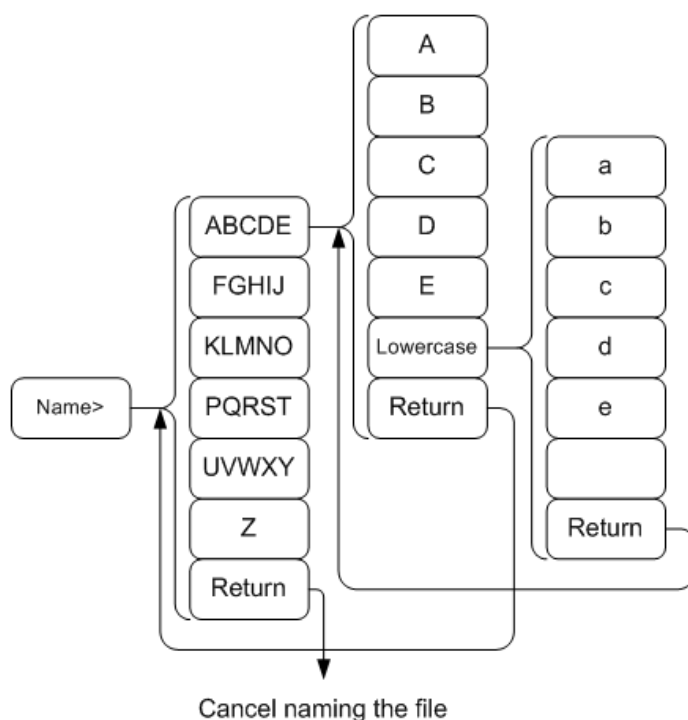 Name>
ABCDE
FGHIJ
KLMNO
PQRST
UVWXY
Z
Return
A
B
C
D
E
Lowercase
Return
a
b
c
d
e
Return
Cancel naming the file